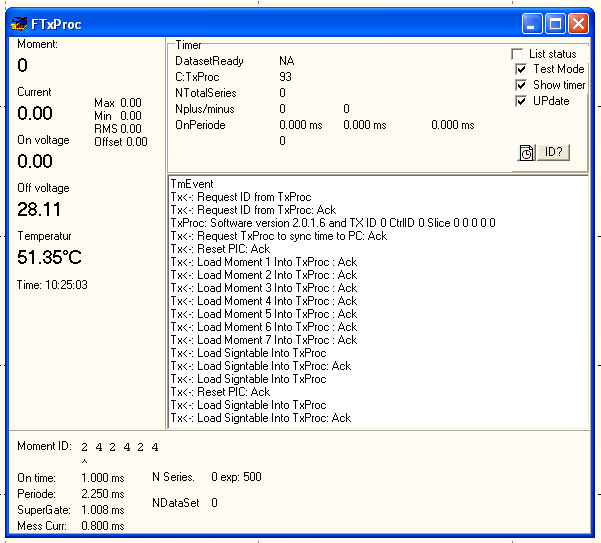 FTxProc
Moment:
0
Current
0.00
Max 0.00
Min 0.00
RMS 0.00
Offset 0.00
On voltage
0.00
Off voltage
28.11
Temperatur
51.35°C
Time: 10:25:03
Timer
DatasetReady NA
C:TxProc 93
NTotalSeries 0
Nplus/minus 0 0
OnPeriode 0.000 ms 0.000 ms 0.000 ms
0
List status
Test Mode
Show timer
UPdate
ID?
TmEvent
Tx<-: Request ID from TxProc
Tx<-: Request ID from TxProc: Ack
TxProc: Software version 2.0.1.6 and TX ID 0 CtrlID 0 Slice 0 0 0 0 0
Tx<-: Request TxProc to sync time to PC: Ack
Tx<-: Reset PIC: Ack
Tx<-: Load Moment 1 Into TxProc : Ack
Tx<-: Load Moment 2 Into TxProc : Ack
Tx<-: Load Moment 3 Into TxProc : Ack
Tx<-: Load Moment 4 Into TxProc : Ack
Tx<-: Load Moment 5 Into TxProc : Ack
Tx<-: Load Moment 6 Into TxProc : Ack
Tx<-: Load Moment 7 Into TxProc : Ack
Tx<-: Load Signtable Into TxProc
Tx<-: Load Signtable Into TxProc: Ack
Tx<-: Load Signtable Into TxProc
Tx<-: Reset PIC: Ack
Tx<-: Load Signtable Into TxProc
Tx<-: Load Signtable Into TxProc: Ack
Moment ID: 2 4 2 4 2 4
^
On time: 1.000 ms N Series. 0 exp: 500
Periode: 2.250 ms
SuperGate: 1.008 ms NDataSet 0
Mess Curr: 0.800 ms